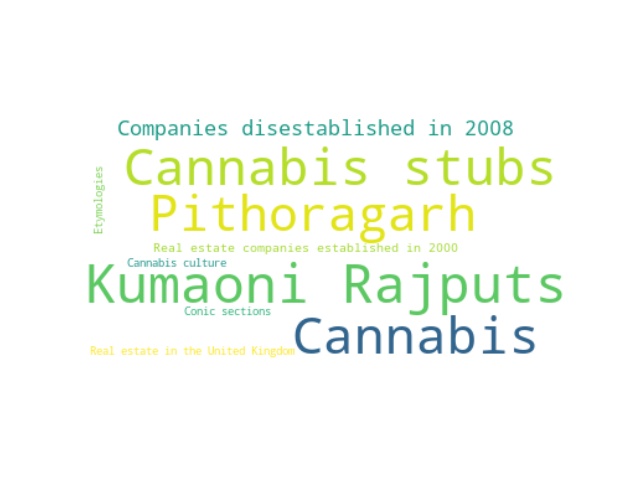 Companies disestablished in 2008
Cannabis stubs
Etymologies
Pithoragarh
Real estate companies established in 2000
Cannabis culture
Kumaoni Rajputs
Conic sections
Cannabis
Real estate in the United Kingdom